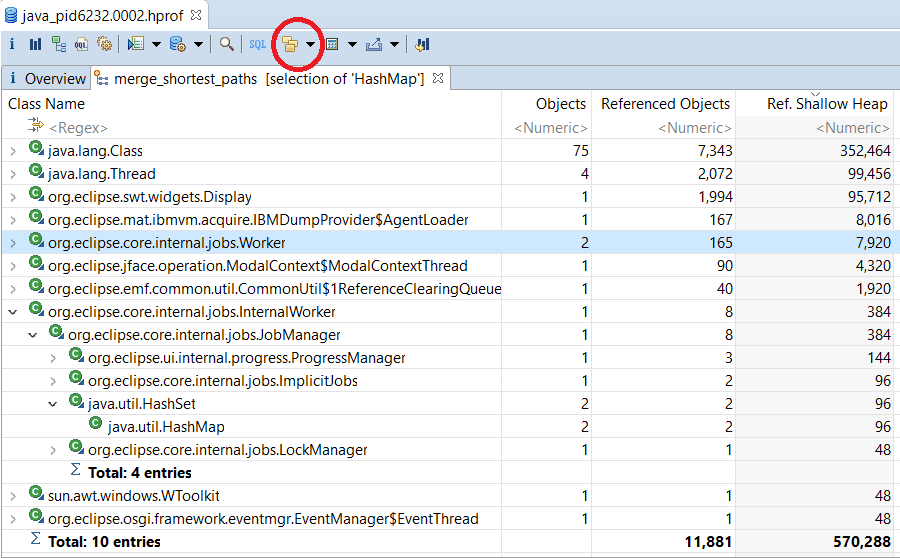 java_pid6232.0002.hprof
i SQL
i Overview merge_shortest_paths [selection of 'HashMap']
Class Name Objects Referenced Objects Ref. Shallow Heap
<Regex> <Numeric> <Numeric> <Numeric>
java.lang.Class 75 7,343 352,464
java.lang.Thread 4 2,072 99,456
org.eclipse.swt.widgets.Display 1 1,994 95,712
org.eclipse.mat.ibmvm.acquire.IBMDumpProvider$AgentLoader 1 167 8,016
org.eclipse.core.internal.jobs.Worker 2 165 7,920
org.eclipse.jface.operation.ModalContext$ModalContextThread 1 90 4,320
org.eclipse.emf.common.util.CommonUtil$1ReferenceClearingQueue 1 40 1,920
org.eclipse.core.internal.jobs.InternalWorker 1 8 384
org.eclipse.core.internal.jobs.JobManager 1 8 384
org.eclipse.ui.internal.progress.ProgressManager 1 3 144
org.eclipse.core.internal.jobs.ImplicitJobs 1 2 96
java.util.HashSet 2 2 96
java.util.HashMap 2 2 96
org.eclipse.core.internal.jobs.LockManager 1 1 48
Σ Total: 4 entries
sun.awt.windows.WToolkit 1 1 48
org.eclipse.osgi.framework.eventmgr.EventManager$EventThread 1 1 48
Σ Total: 10 entries 11,881 570,288